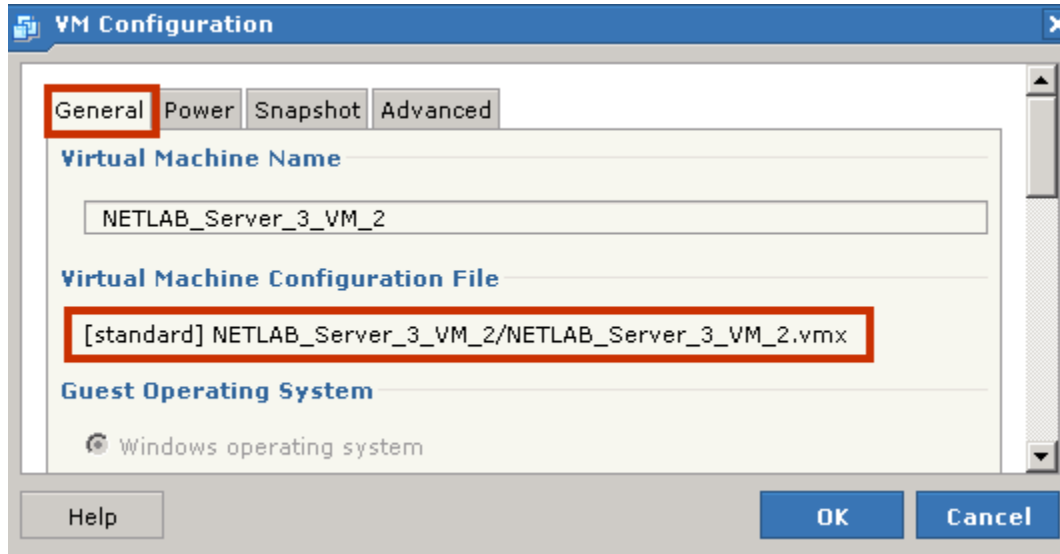 VM Configuration
General Power Snapshot Advanced
Virtual Machine Name
NETLAB_Server_3_VM_2
Virtual Machine Configuration File
[standard] NETLAB_Server_3_VM_2/NETLAB_Server_3_VM_2.vmx
Guest Operating System
Windows operating system
Help OK Cancel